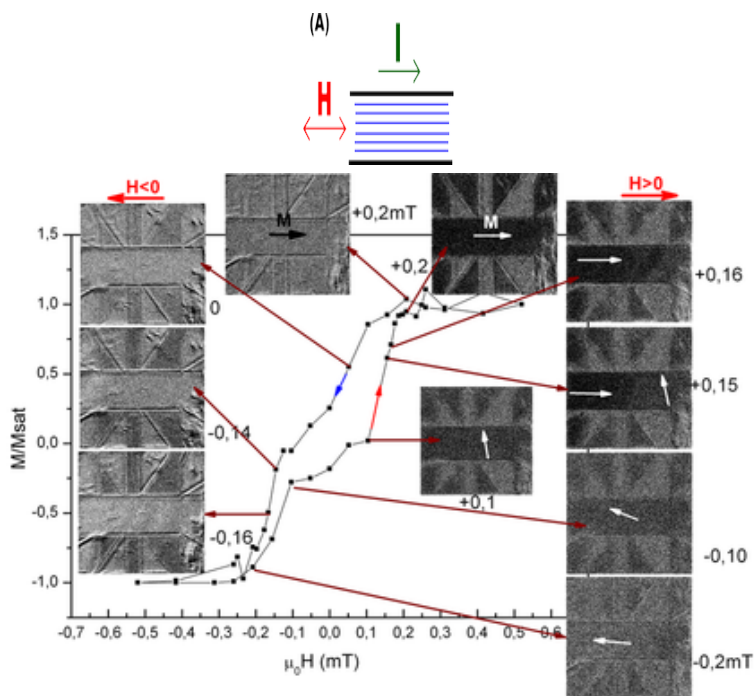 (A)
I
H
H<0
H>0
M
+0,2mT
M
+0,2
+0,16
0
+0,15
-0,14
+0,1
-0,16
-0,10
-0,2mT
1,5
1,0
0,5
0,0
-0,5
-1,0
M/Msat
-0,7 -0,6 -0,5 -0,4 -0,3 -0,2 -0,1 0,0 0,1 0,2 0,3 0,4 0,5 0,6
μ₀H (mT)